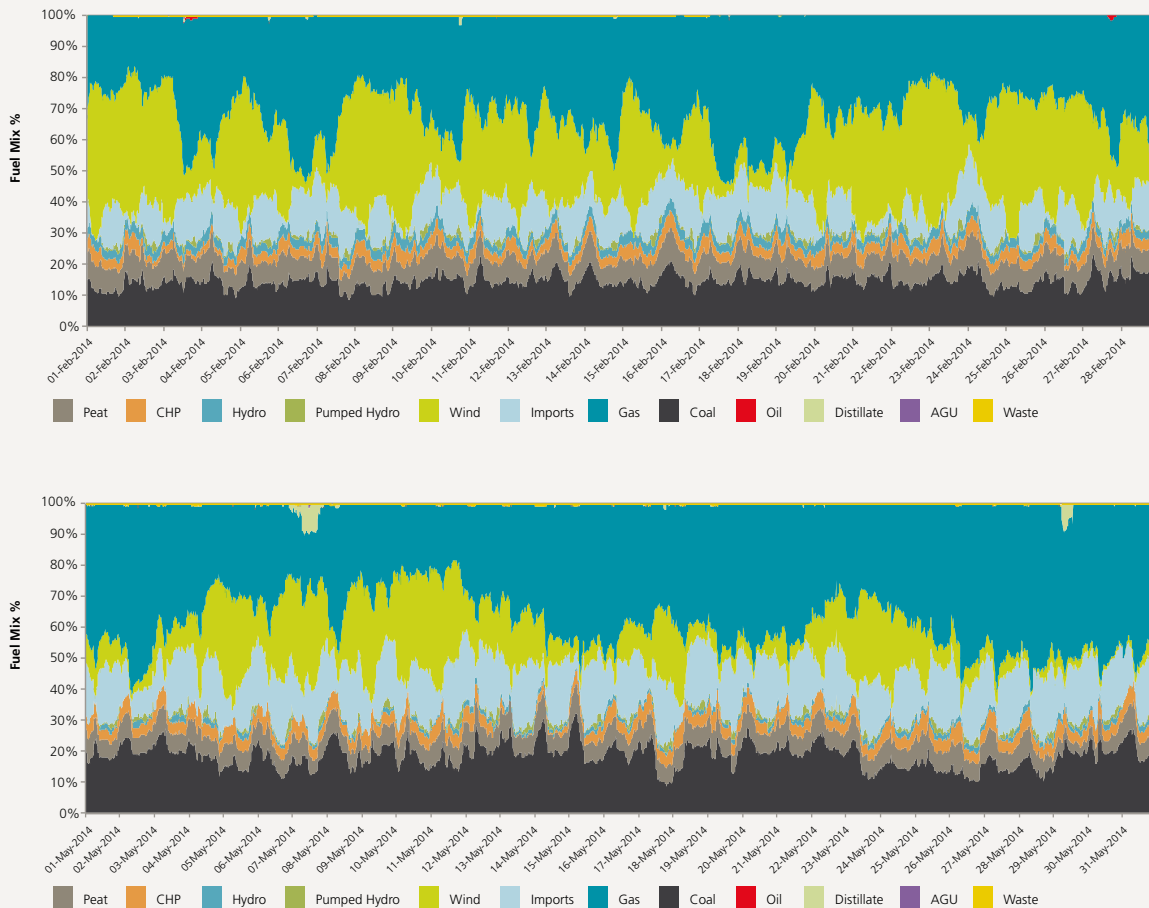 Fuel Mix %
100%
90%
80%
70%
60%
50%
40%
30%
20%
10%
0%
01-Feb-2014
02-Feb-2014
03-Feb-2014
04-Feb-2014
05-Feb-2014
06-Feb-2014
07-Feb-2014
08-Feb-2014
09-Feb-2014
10-Feb-2014
11-Feb-2014
12-Feb-2014
13-Feb-2014
14-Feb-2014
15-Feb-2014
16-Feb-2014
17-Feb-2014
18-Feb-2014
19-Feb-2014
20-Feb-2014
21-Feb-2014
22-Feb-2014
23-Feb-2014
24-Feb-2014
25-Feb-2014
26-Feb-2014
27-Feb-2014
28-Feb-2014
Peat CHP Hydro Pumped Hydro Wind Imports Gas Coal Oil Distillate AGU Waste
Fuel Mix %
100%
90%
80%
70%
60%
50%
40%
30%
20%
10%
0%
01-May-2014
02-May-2014
03-May-2014
04-May-2014
05-May-2014
06-May-2014
07-May-2014
08-May-2014
09-May-2014
10-May-2014
11-May-2014
12-May-2014
13-May-2014
14-May-2014
15-May-2014
16-May-2014
17-May-2014
18-May-2014
19-May-2014
20-May-2014
21-May-2014
22-May-2014
23-May-2014
24-May-2014
25-May-2014
26-May-2014
27-May-2014
28-May-2014
29-May-2014
30-May-2014
31-May-2014
Peat CHP Hydro Pumped Hydro Wind Imports Gas Coal Oil Distillate AGU Waste